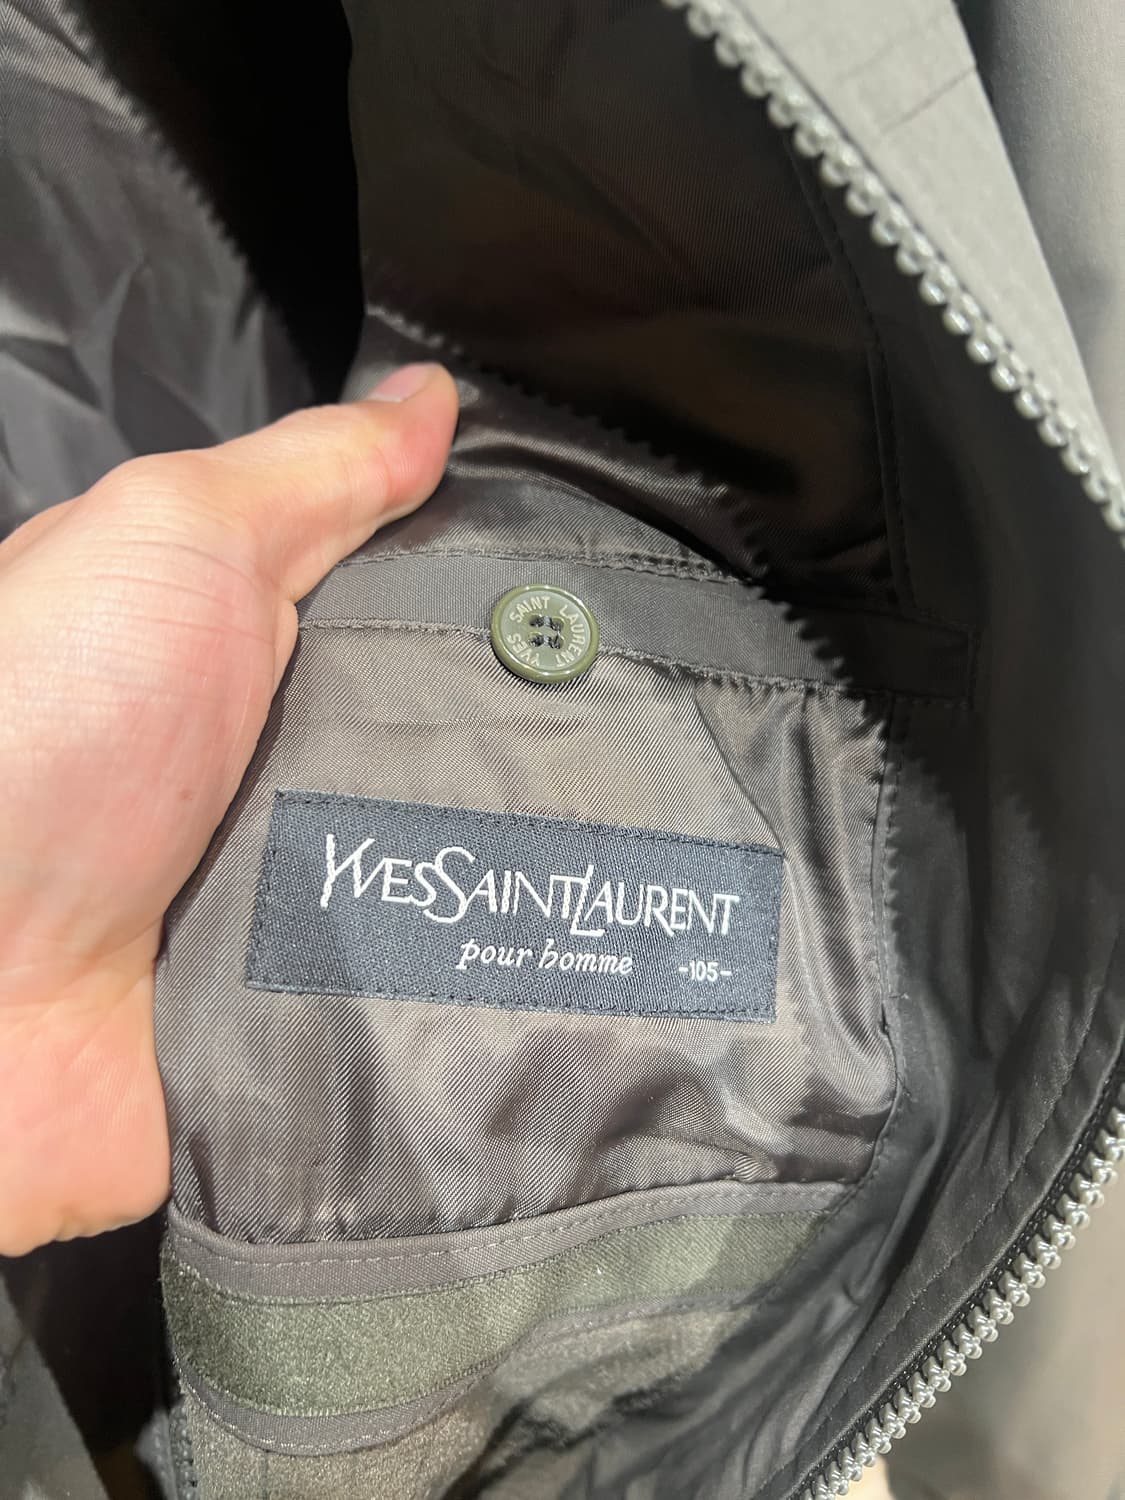 YVES SAINT LAURENT
YVESSAINTLAURENT
pour homme -105-